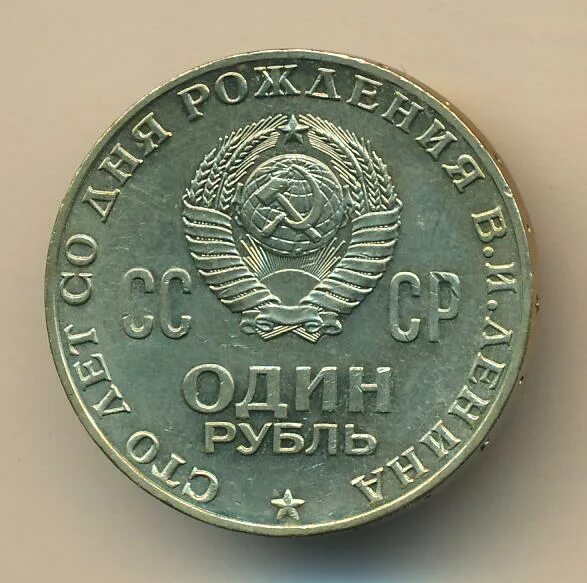 СТО ЛЕТ СО ДНЯ РОЖДЕНИЯ В.И.ЛЕНИНА
СС СР
ОДИН
РУБЛЬ